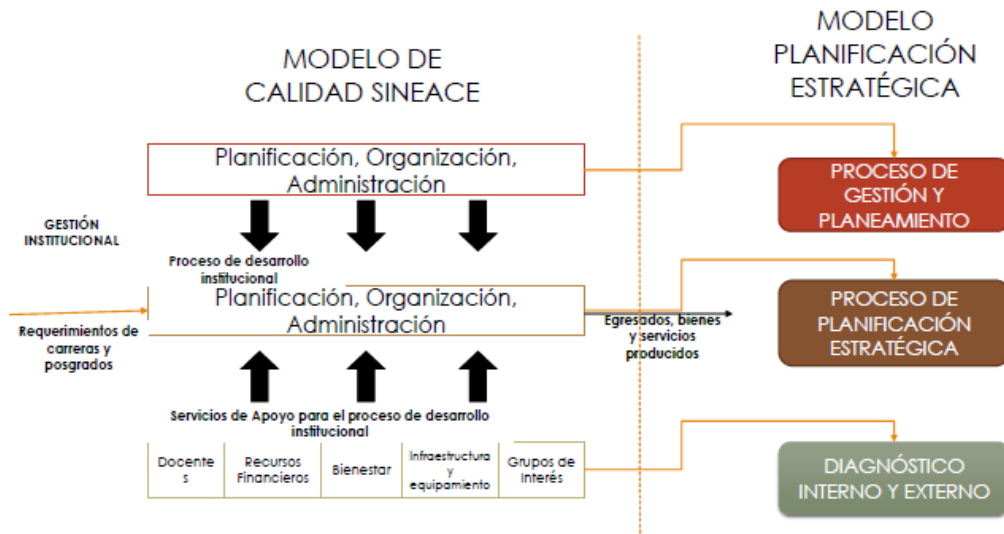 MODELO DE
CALIDAD SINEACE
MODELO
PLANIFICACIÓN
ESTRATÉGICA
Planificación, Organización,
Administración
PROCESO DE
GESTIÓN Y
PLANEAMIENTO
GESTIÓN
INSTITUCIONAL
Proceso de desarrollo
institucional
Planificación, Organización,
Administración
Requerimientos de
carreras y
posgrados
Egresados, bienes
y servicios
producidos
PROCESO DE
PLANIFICACIÓN
ESTRATÉGICA
Servicios de Apoyo para el proceso de desarrollo
institucional
Docente
s
Recursos
Financieros
Bienestar
Infraestructura
y
equipamiento
Grupos de
Interés
DIAGNÓSTICO
INTERNO Y EXTERNO